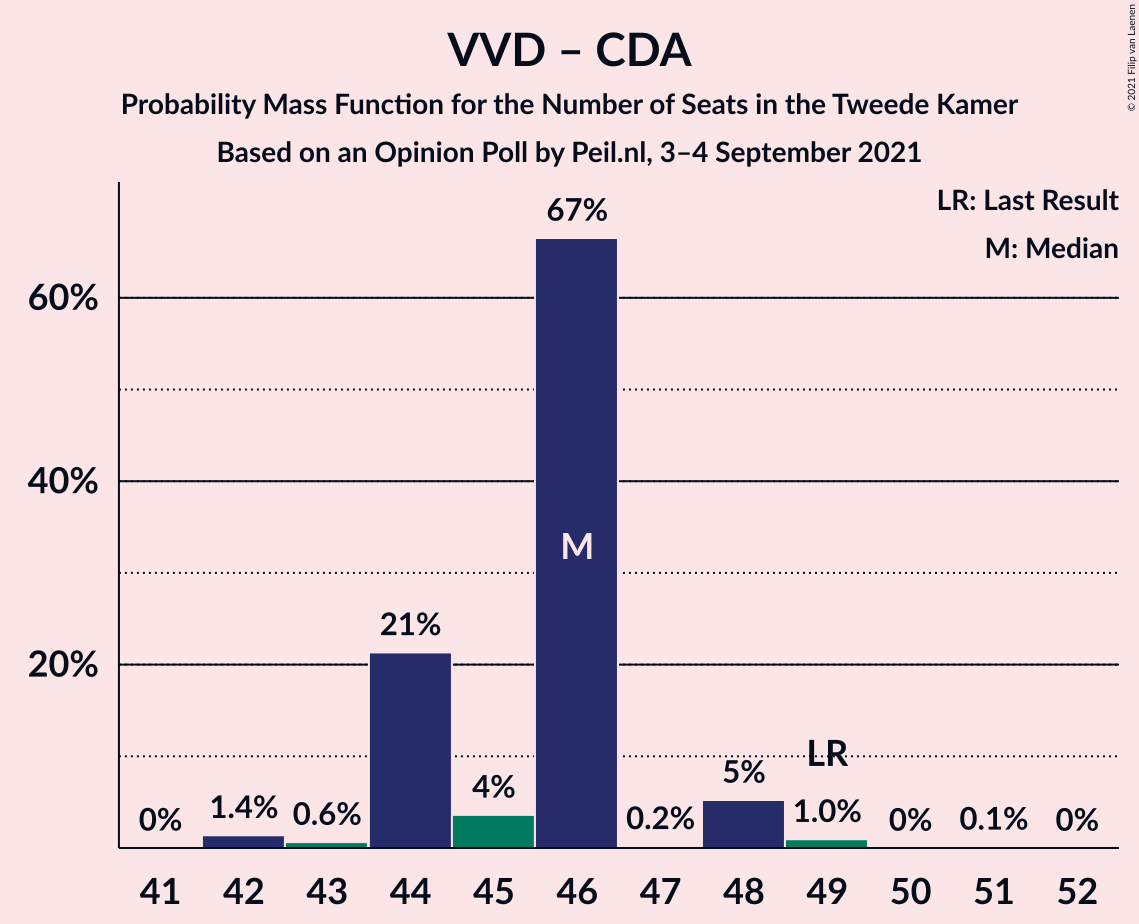 VVD – CDA
Probability Mass Function for the Number of Seats in the Tweede Kamer
Based on an Opinion Poll by Peil.nl, 3–4 September 2021
© 2021 Filip van Laenen
LR: Last Result
M: Median
60%
40%
20%
0%
1.4%
0.6%
21%
4%
67%
M
0.2%
5%
LR
1.0%
0%
0.1%
0%
41 42 43 44 45 46 47 48 49 50 51 52